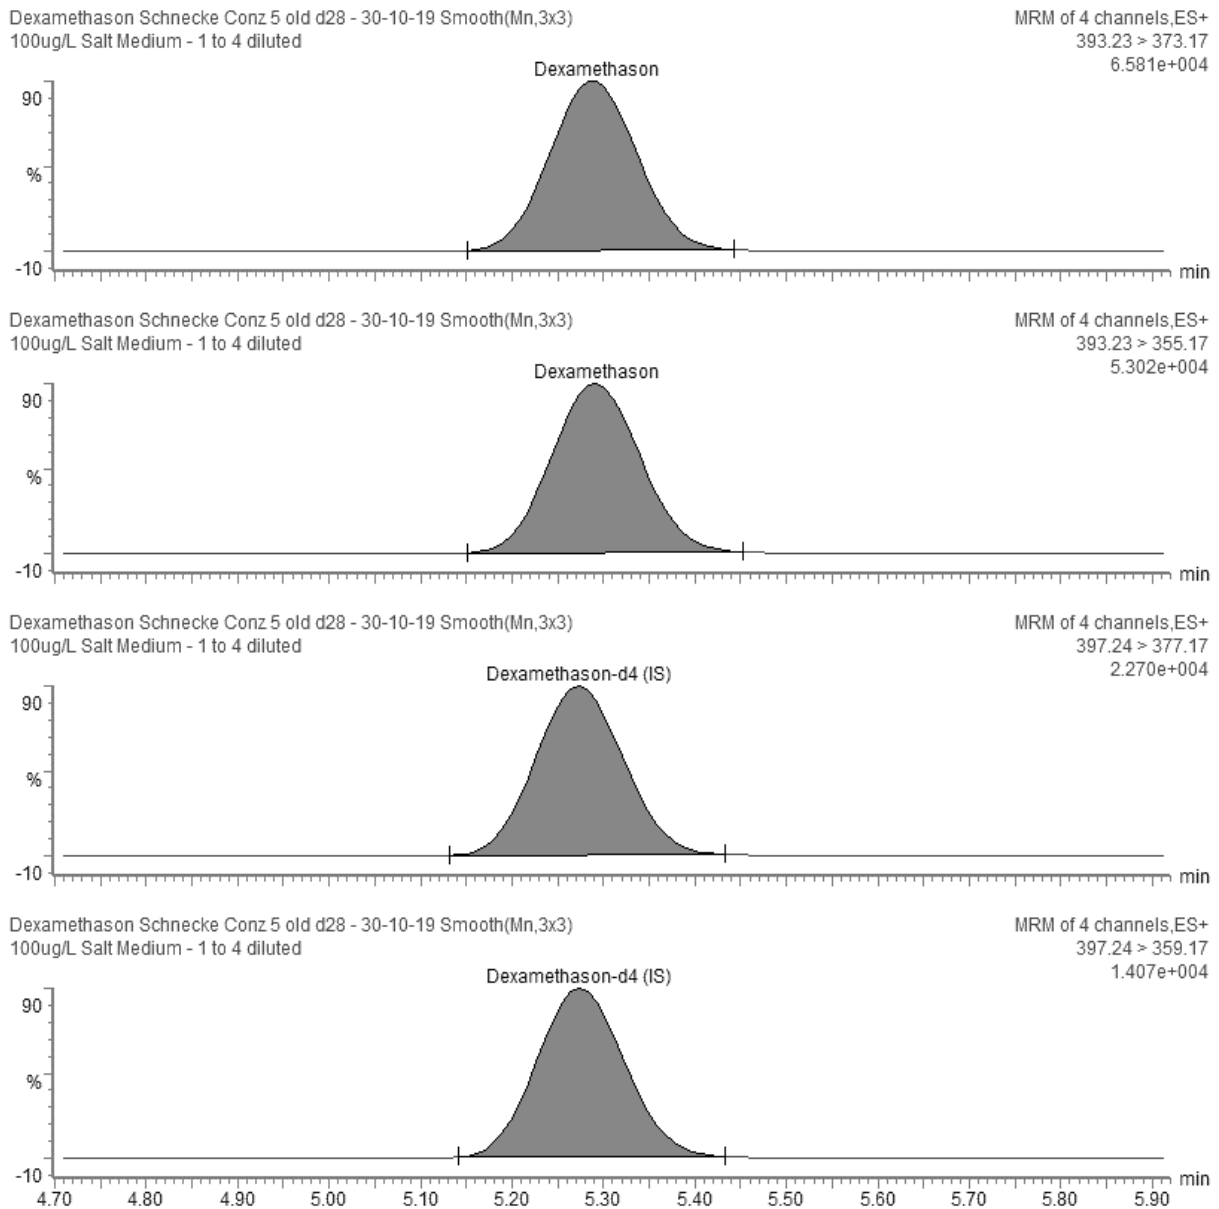 Dexamethason Schnecke Conz 5 old d28 - 30-10-19 Smooth(Mn,3x3)
MRM of 4 channels,ES+
100ug/L Salt Medium - 1 to 4 diluted
393.23 > 373.17
6.581e+004
Dexamethason
90
%
-10
min
Dexamethason Schnecke Conz 5 old d28 - 30-10-19 Smooth(Mn,3x3)
MRM of 4 channels,ES+
100ug/L Salt Medium - 1 to 4 diluted
393.23 > 355.17
5.302e+004
Dexamethason
90
%
-10
min
Dexamethason Schnecke Conz 5 old d28 - 30-10-19 Smooth(Mn,3x3)
MRM of 4 channels,ES+
100ug/L Salt Medium - 1 to 4 diluted
397.24 > 377.17
2.270e+004
Dexamethason-d4 (IS)
90
%
-10
min
Dexamethason Schnecke Conz 5 old d28 - 30-10-19 Smooth(Mn,3x3)
MRM of 4 channels,ES+
100ug/L Salt Medium - 1 to 4 diluted
397.24 > 359.17
1.407e+004
Dexamethason-d4 (IS)
90
%
-10
min
4.70 4.80 4.90 5.00 5.10 5.20 5.30 5.40 5.50 5.60 5.70 5.80 5.90